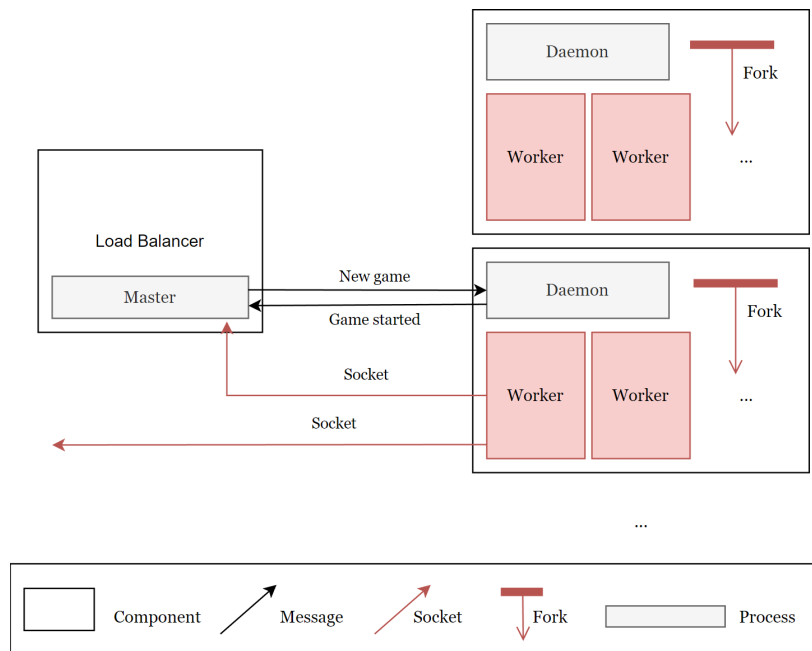 Daemon
Fork
Worker
Worker
...
Load Balancer
Master
New game
Game started
Daemon
Fork
Socket
Worker
Worker
...
Socket
...
Component
Message
Socket
Fork
Process